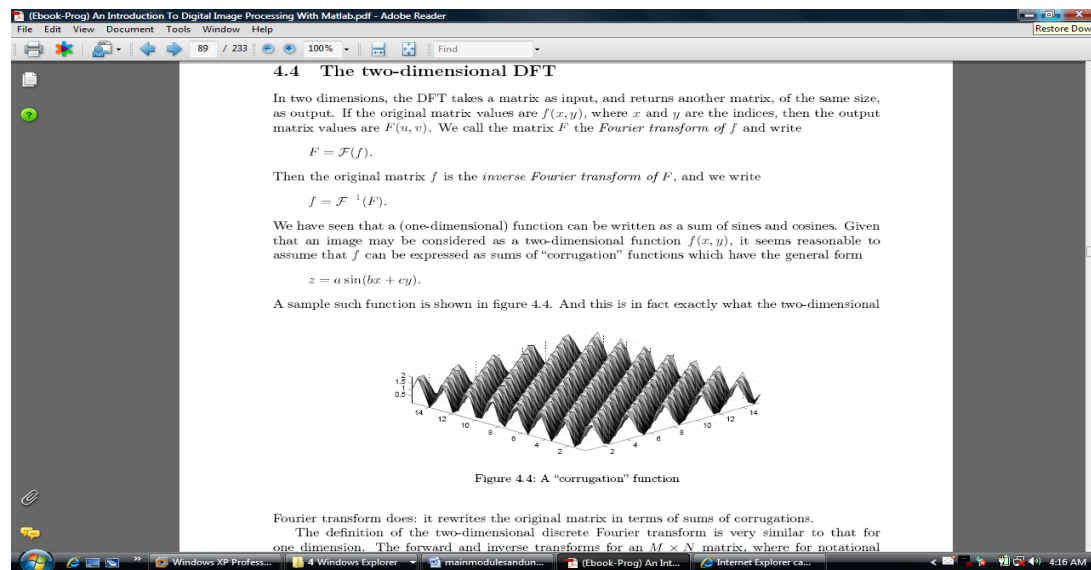 (Ebook-Prog) An Introduction To Digital Image Processing With Matlab.pdf - Adobe Reader
Restore Dow
File Edit View Document Tools Window Help
89 / 233 100% Find
4.4 The two-dimensional DFT
In two dimensions, the DFT takes a matrix as input, and returns another matrix, of the same size,
as output. If the original matrix values are f(x, y), where x and y are the indices, then the output
matrix values are F(u, v). We call the matrix F the Fourier transform of f and write
F = ℱ(f).
Then the original matrix f is the inverse Fourier transform of F, and we write
f = ℱ⁻¹(F).
We have seen that a (one-dimensional) function can be written as a sum of sines and cosines. Given
that an image may be considered as a two-dimensional function f(x, y), it seems reasonable to
assume that f can be expressed as sums of “corrugation” functions which have the general form
z = a sin(bx + cy).
A sample such function is shown in figure 4.4. And this is in fact exactly what the two-dimensional
2
1.5
1
0.5
14 12 10 8 6 4 2
2 4 6 8 10 12 14
Figure 4.4: A “corrugation” function
Fourier transform does: it rewrites the original matrix in terms of sums of corrugations.
The definition of the two-dimensional discrete Fourier transform is very similar to that for
one dimension. The forward and inverse transforms for an M × N matrix, where for notational
Windows XP Profess... 4 Windows Explorer mainmodulesandun... (Ebook-Prog) An Int... Internet Explorer ca... 4:16 AM